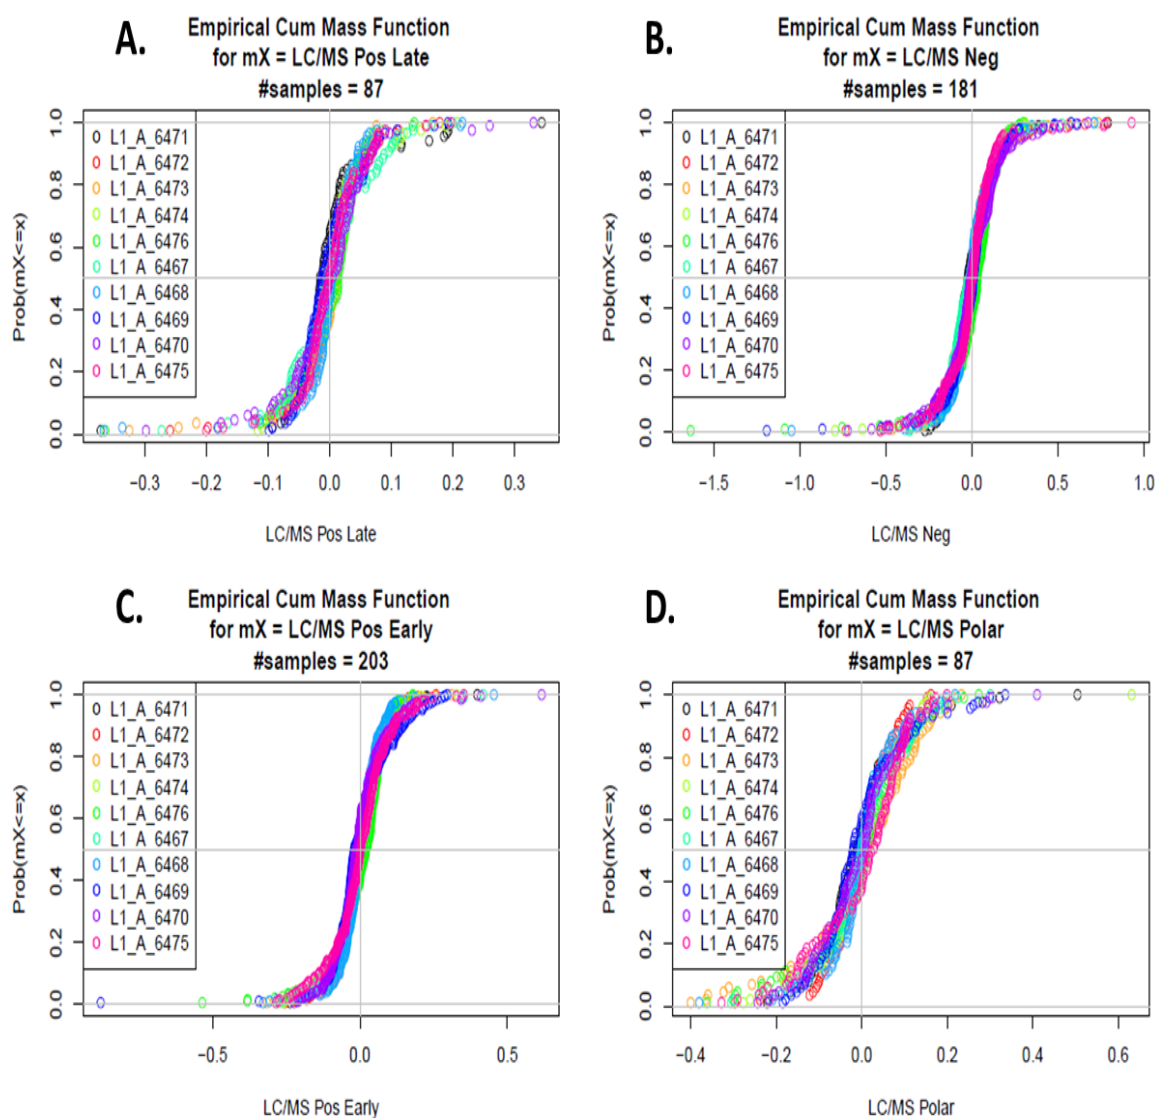 A.
Empirical Cum Mass Function
for mX = LC/MS Pos Late
#samples = 87
Prob(mX<=x)
1.0
0.8
0.6
0.4
0.2
0.0
L1_A_6471
L1_A_6472
L1_A_6473
L1_A_6474
L1_A_6476
L1_A_6467
L1_A_6468
L1_A_6469
L1_A_6470
L1_A_6475
−0.3 −0.2 −0.1 0.0 0.1 0.2 0.3
LC/MS Pos Late
B.
Empirical Cum Mass Function
for mX = LC/MS Neg
#samples = 181
Prob(mX<=x)
1.0
0.8
0.6
0.4
0.2
0.0
L1_A_6471
L1_A_6472
L1_A_6473
L1_A_6474
L1_A_6476
L1_A_6467
L1_A_6468
L1_A_6469
L1_A_6470
L1_A_6475
−1.5 −1.0 −0.5 0.0 0.5 1.0
LC/MS Neg
C.
Empirical Cum Mass Function
for mX = LC/MS Pos Early
#samples = 203
Prob(mX<=x)
1.0
0.8
0.6
0.4
0.2
0.0
L1_A_6471
L1_A_6472
L1_A_6473
L1_A_6474
L1_A_6476
L1_A_6467
L1_A_6468
L1_A_6469
L1_A_6470
L1_A_6475
−0.5 0.0 0.5
LC/MS Pos Early
D.
Empirical Cum Mass Function
for mX = LC/MS Polar
#samples = 87
Prob(mX<=x)
1.0
0.8
0.6
0.4
0.2
0.0
L1_A_6471
L1_A_6472
L1_A_6473
L1_A_6474
L1_A_6476
L1_A_6467
L1_A_6468
L1_A_6469
L1_A_6470
L1_A_6475
−0.4 −0.2 0.0 0.2 0.4 0.6
LC/MS Polar